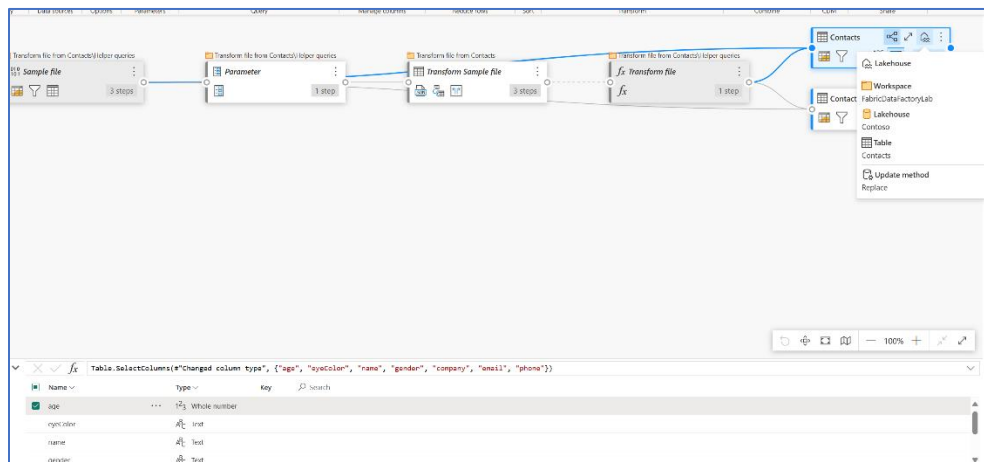 Data sources Options Parameters Query Manage columns Reduce rows Sort Transform Combine CDM Share
Transform file from Contacts\Helper queries
Sample file
3 steps
Transform file from Contacts\Helper queries
Parameter
1 step
Transform file from Contacts
Transform Sample file
3 steps
Transform file from Contacts\Helper queries
fx Transform file
fx
1 step
Contacts
Contact
Lakehouse
Workspace
FabricDataFactoryLab
Lakehouse
Contoso
Table
Contacts
Update method
Replace
100%
fx Table.SelectColumns(#"Changed column type", {"age", "eyeColor", "name", "gender", "company", "email", "phone"})
Name Type Key Search
age 123 Whole number
eyeColor Text
name Text
gender Text